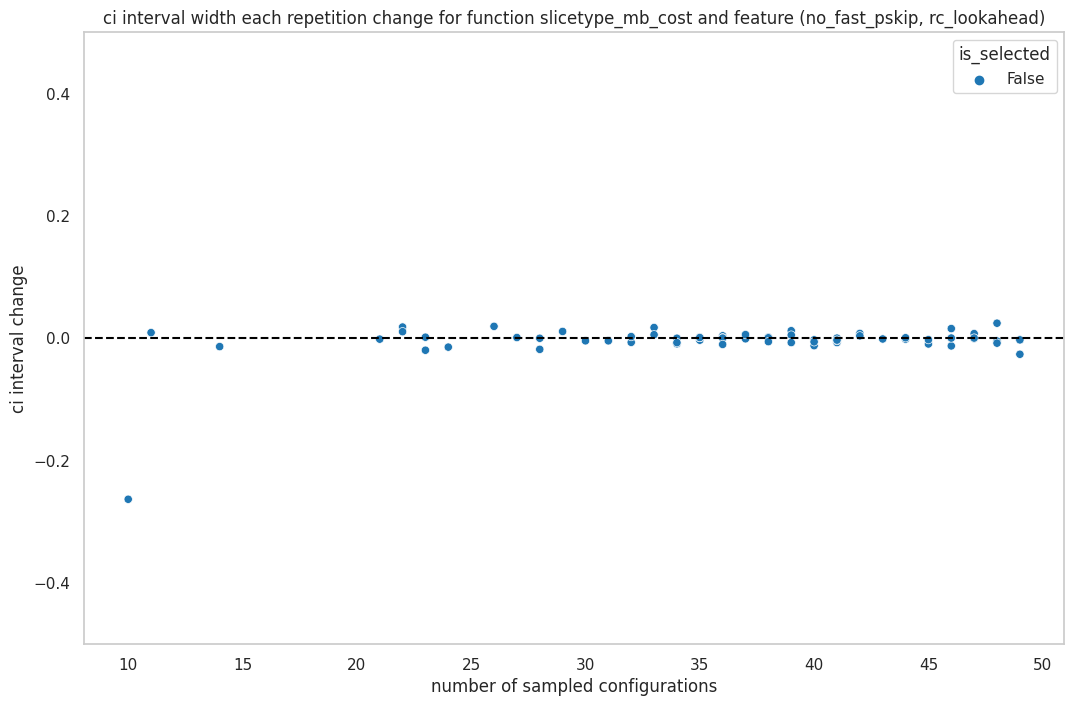 ci interval width each repetition change for function slicetype_mb_cost and feature (no_fast_pskip, rc_lookahead)
is_selected
False
ci interval change
0.4
0.2
0.0
−0.2
−0.4
10 15 20 25 30 35 40 45 50
number of sampled configurations